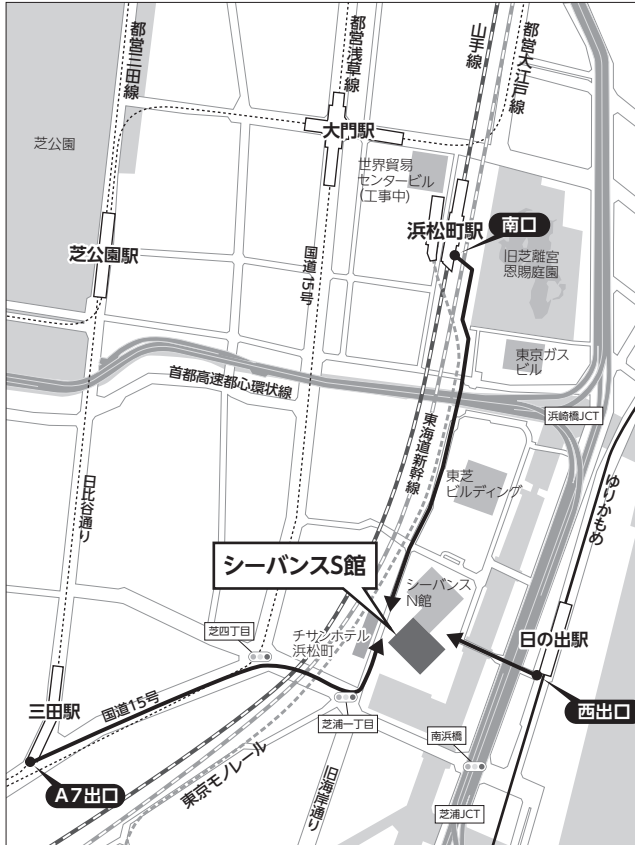 都営三田線
都営浅草線
山手線
都営大江戸線
芝公園
大門駅
世界貿易
センタービル
(工事中)
浜松町駅
南口
芝公園駅
国道15号
旧芝離宮
恩賜庭園
東京ガス
ビル
首都高速都心環状線
浜崎橋JCT
東海道新幹線
日比谷通り
東芝
ビルディング
ゆりかもめ
シーバンスS館
シーバンス
N館
芝四丁目
チサンホテル
浜松町
日の出駅
三田駅
国道15号
西出口
芝浦一丁目
南浜橋
A7出口
東京モノレール
旧海岸通り
芝浦JCT